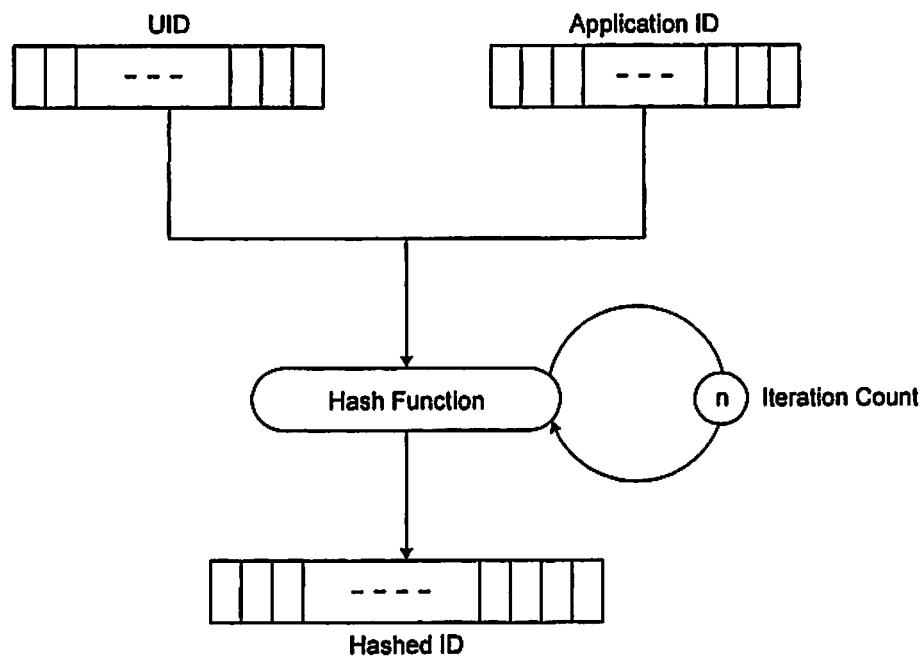 UID
Application ID
- - -
- - -
Hash Function
n
Iteration Count
- - - -
Hashed ID